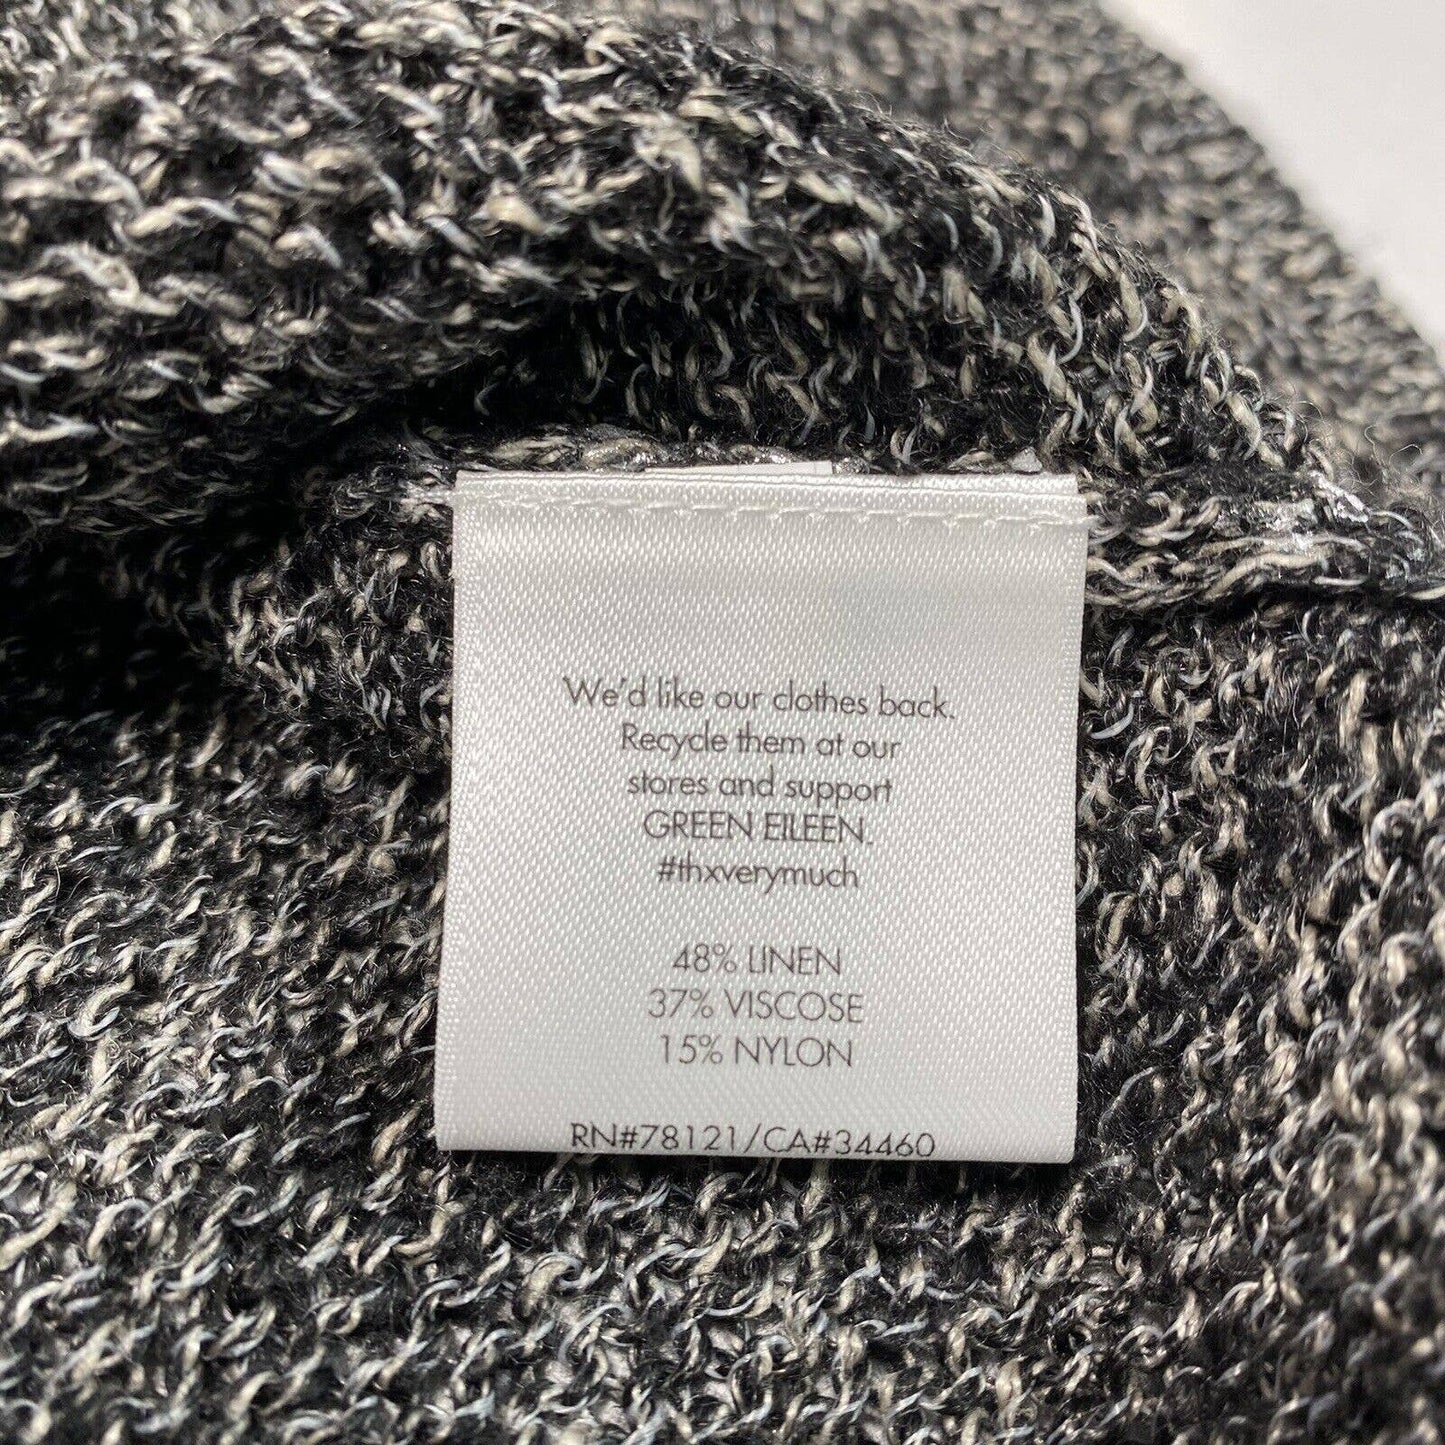 We'd like our clothes back.
Recycle them at our
stores and support
GREEN EILEEN.
#thxverymuch
48% LINEN
37% VISCOSE
15% NYLON
RN#78121/CA#34460